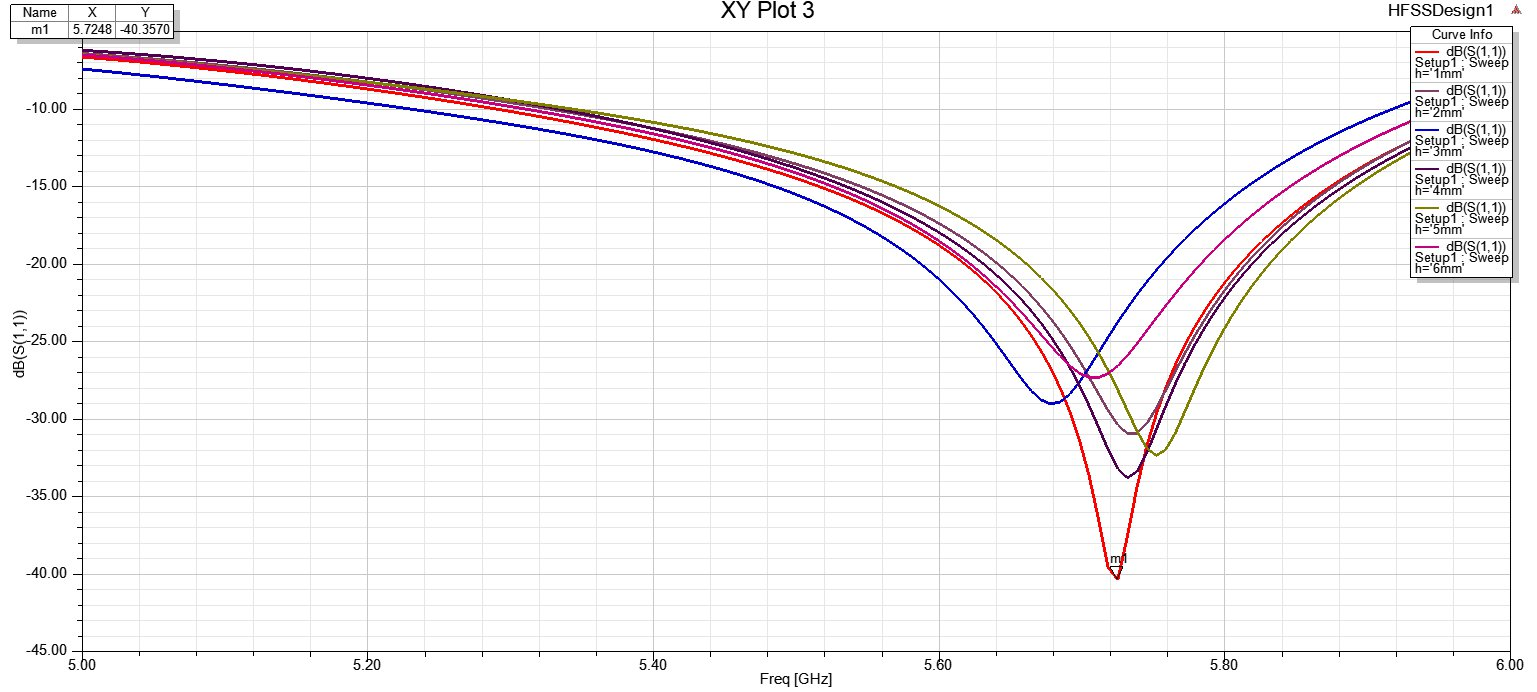 XY Plot 3
HFSSDesign1
Name X Y
m1 5.7248 -40.3570
Curve Info
dB(S(1,1))
Setup1 : Sweep
h='1mm'
dB(S(1,1))
Setup1 : Sweep
h='2mm'
dB(S(1,1))
Setup1 : Sweep
h='3mm'
dB(S(1,1))
Setup1 : Sweep
h='4mm'
dB(S(1,1))
Setup1 : Sweep
h='5mm'
dB(S(1,1))
Setup1 : Sweep
h='6mm'
-10.00
-15.00
-20.00
-25.00
-30.00
-35.00
-40.00
-45.00
dB(S(1,1))
m1
5.00 5.20 5.40 5.60 5.80 6.00
Freq [GHz]